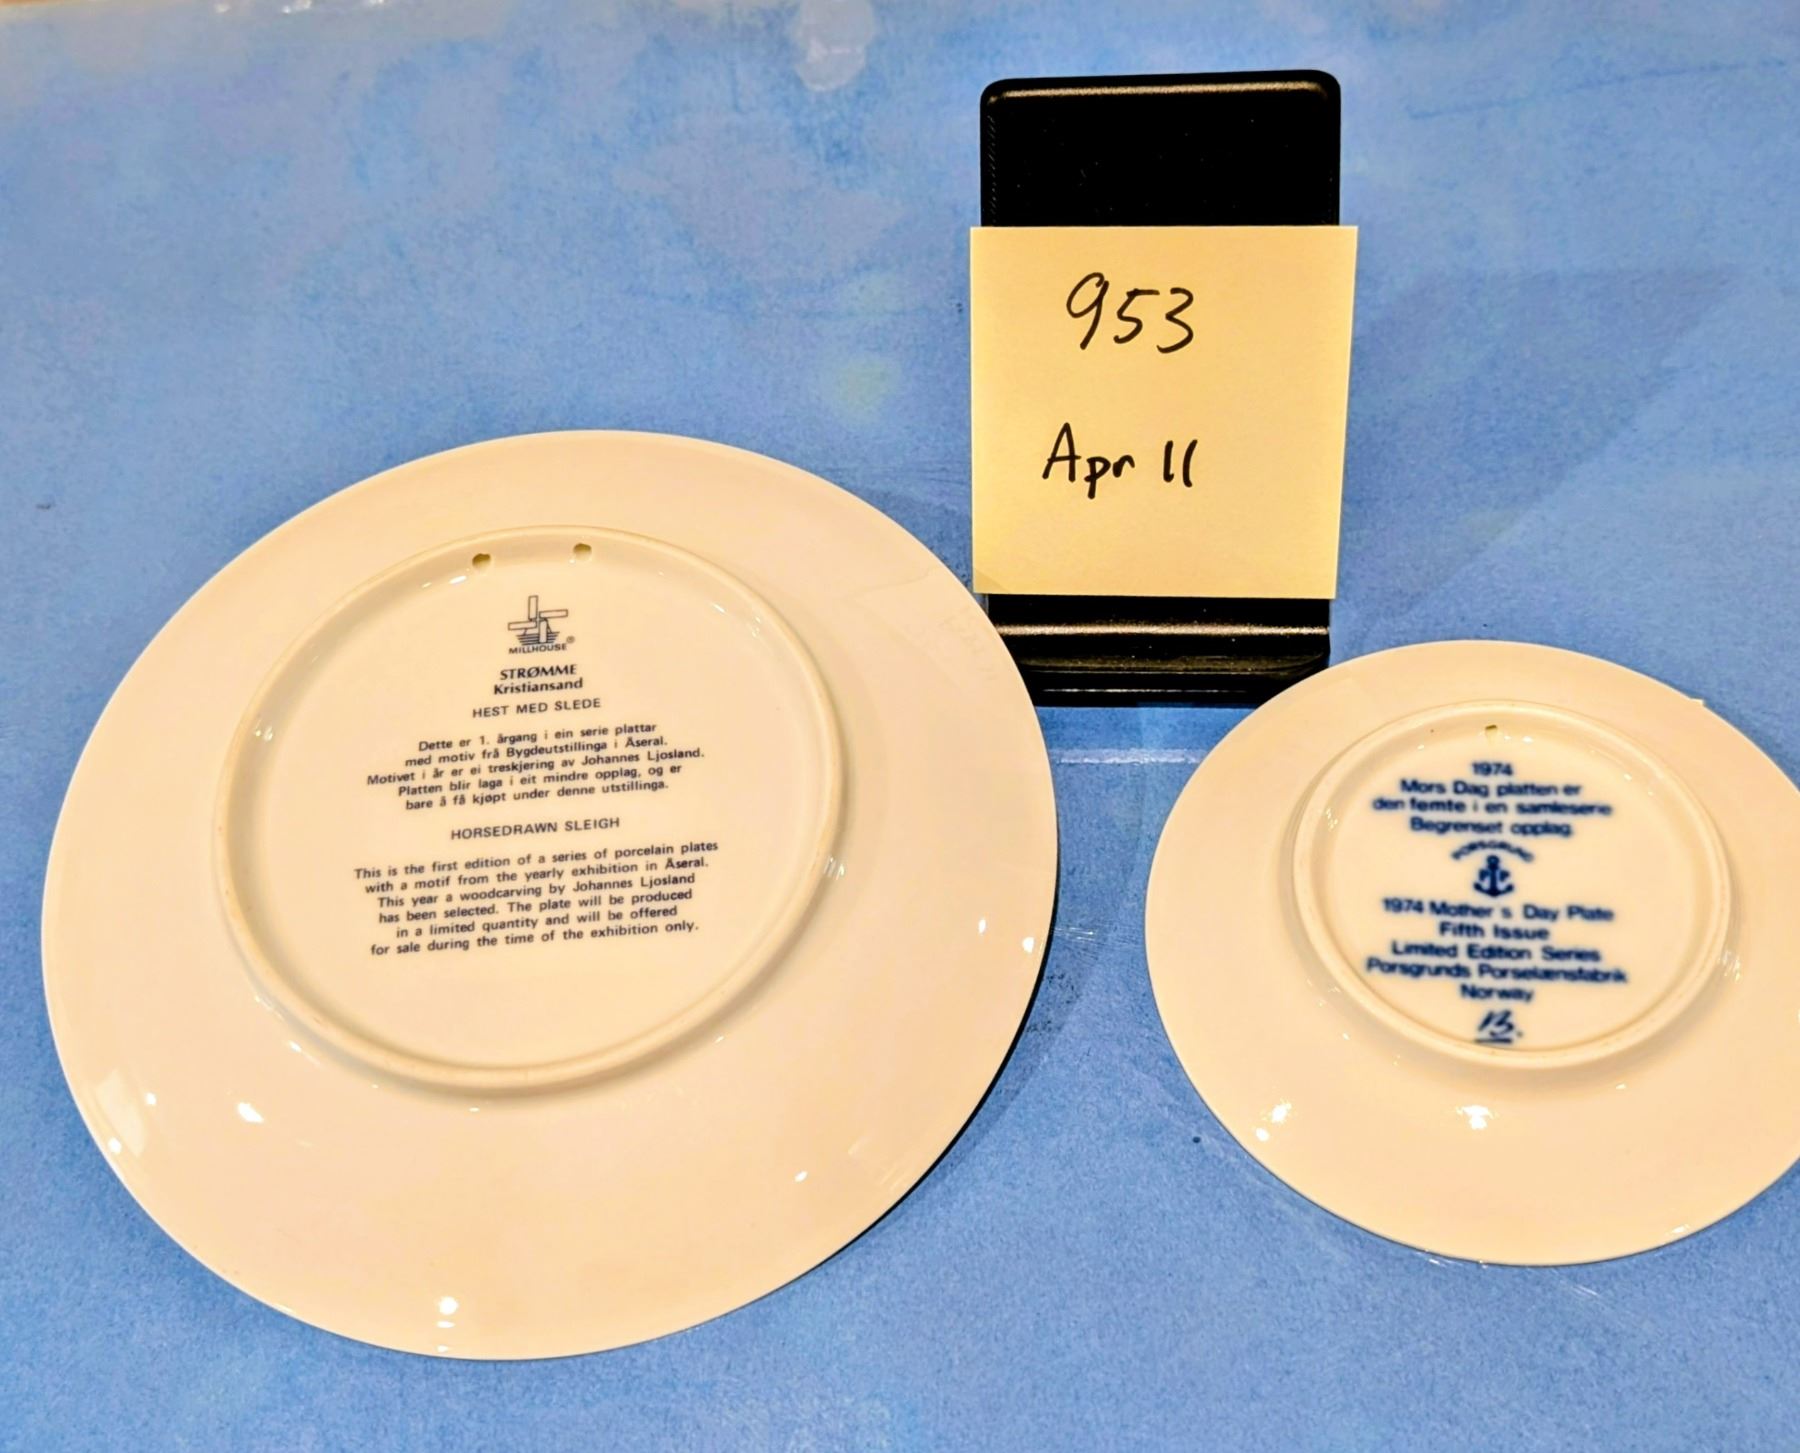 953
Apr 11
MILLHOUSE®
STRØMME
Kristiansand
HEST MED SLEDE
Dette er 1. årgang i ein serie plattar
med motiv frå Bygdeutstillinga i Åseral.
Motivet i år er ei treskjering av Johannes Ljosland.
Platten blir laga i eit mindre opplag, og er
bare å få kjøpt under denne utstillinga.
HORSEDRAWN SLEIGH
This is the first edition of a series of porcelain plates
with a motif from the yearly exhibition in Åseral.
This year a woodcarving by Johannes Ljosland
has been selected. The plate will be produced
in a limited quantity and will be offered
for sale during the time of the exhibition only.
1974
Mors Dag platten er
den femte i en samleserie
Begrenset opplag
PORSGRUND
PP
1974 Mother s Day Plate
Fifth Issue
Limited Edition Series
Porsgrunds Porselænsfabrik
Norway